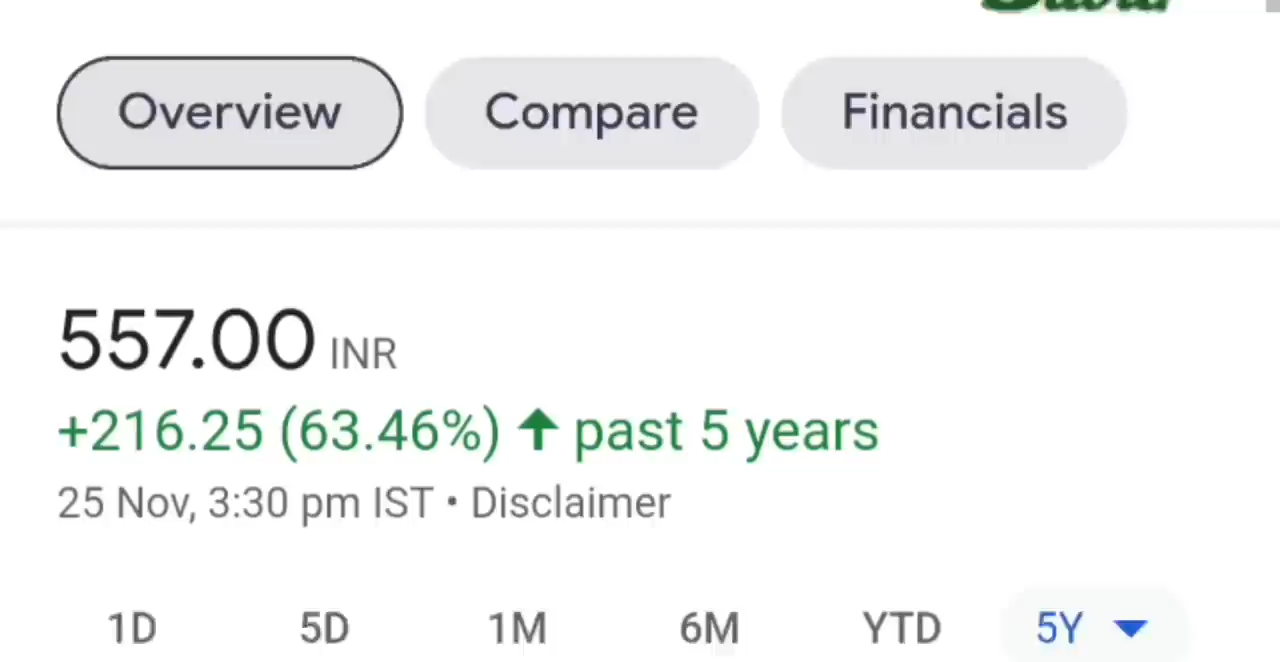 Overview Compare Financials
557.00 INR
+216.25 (63.46%) ↑ past 5 years
25 Nov, 3:30 pm IST • Disclaimer
1D 5D 1M 6M YTD 5Y